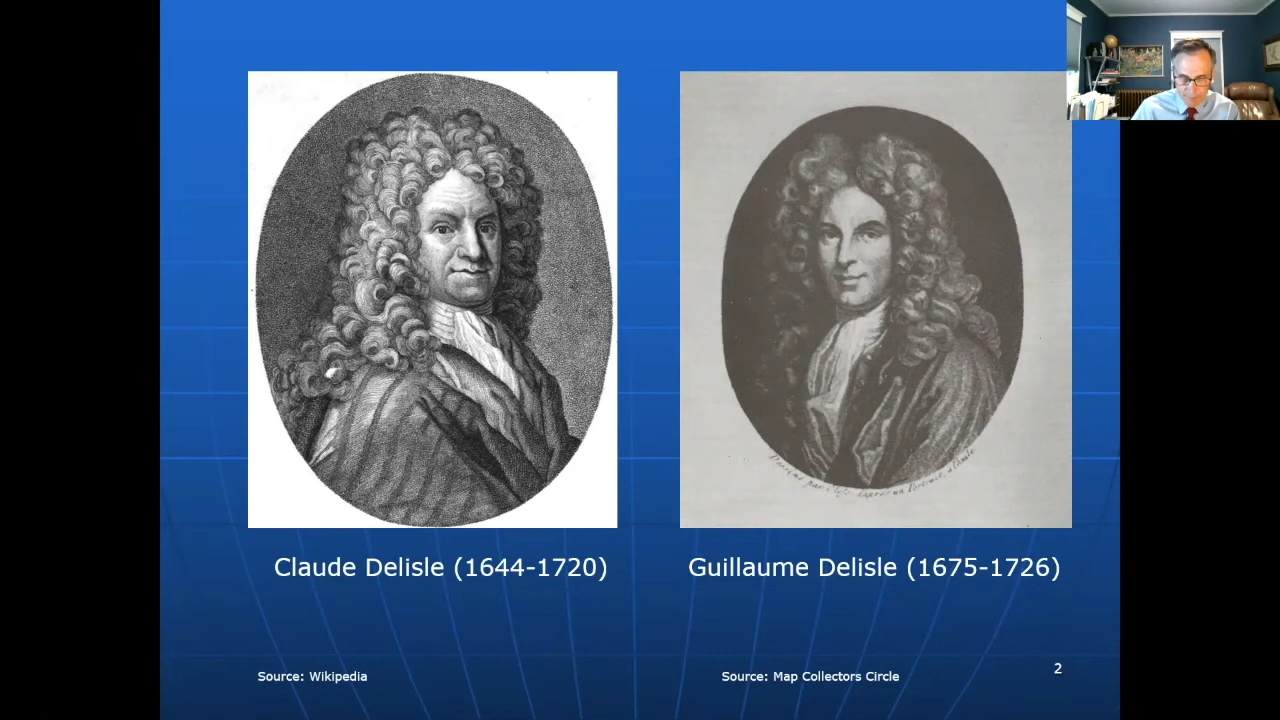 Claude Delisle (1644-1720)
Guillaume Delisle (1675-1726)
Source: Wikipedia
Source: Map Collectors Circle
2